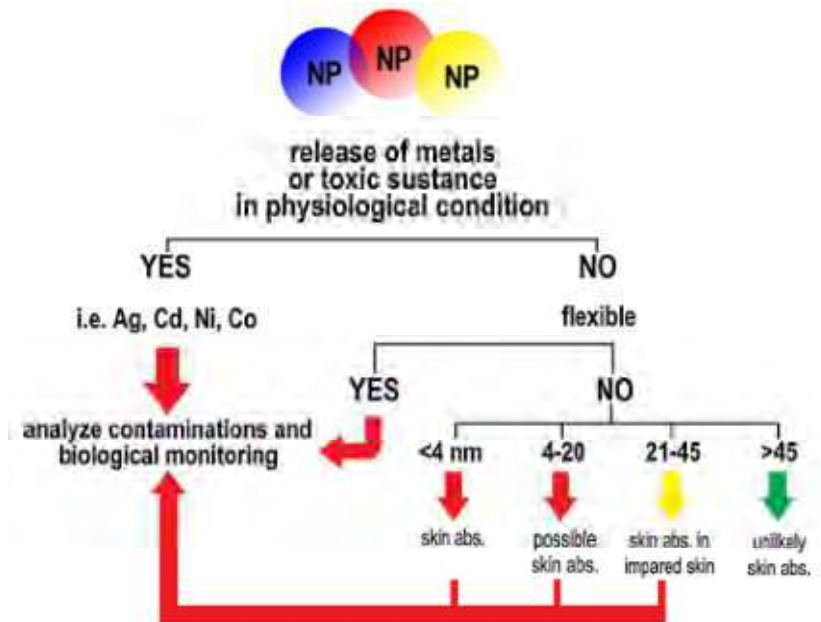 NP NP NP
release of metals
or toxic sustance
in physiological condition
YES NO
i.e. Ag, Cd, Ni, Co flexible
YES NO
analyze contaminations and
biological monitoring
<4 nm 4-20 21-45 >45
skin abs.
possible
skin abs.
skin abs. in
impared skin
unlikely
skin abs.